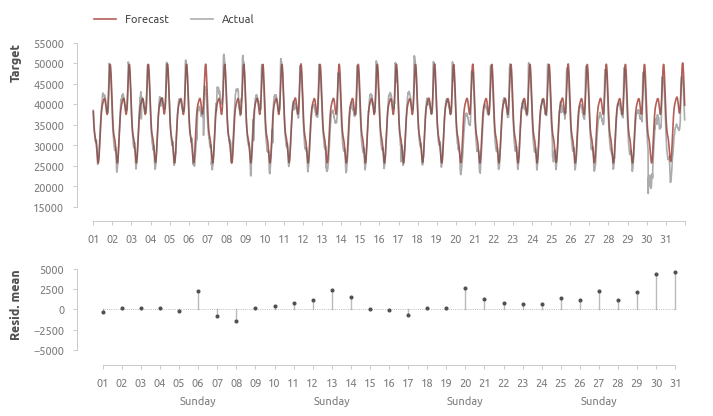 Forecast Actual
Target
55000
50000
45000
40000
35000
30000
25000
20000
15000
01 02 03 04 05 06 07 08 09 10 11 12 13 14 15 16 17 18 19 20 21 22 23 24 25 26 27 28 29 30 31
Resid. mean
5000
2500
0
−2500
−5000
01 02 03 04 05 06 07 08 09 10 11 12 13 14 15 16 17 18 19 20 21 22 23 24 25 26 27 28 29 30 31
Sunday Sunday Sunday Sunday